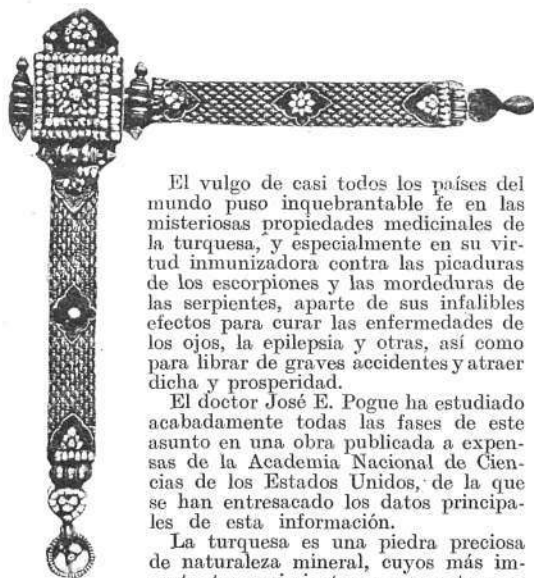 El vulgo de casi todos los países del
mundo puso inquebrantable fe en las
misteriosas propiedades medicinales de
la turquesa, y especialmente en su vir-
tud inmunizadora contra las picaduras
de los escorpiones y las mordeduras de
las serpientes, aparte de sus infalibles
efectos para curar las enfermedades de
los ojos, la epilepsia y otras, así como
para librar de graves accidentes y atraer
dicha y prosperidad.
El doctor José E. Pogue ha estudiado
acabadamente todas las fases de este
asunto en una obra publicada a expen-
sas de la Academia Nacional de Cien-
cias de los Estados Unidos, de la que
se han entresacado los datos principa-
les de esta información.
La turquesa es una piedra preciosa
de naturaleza mineral, cuyos más im-